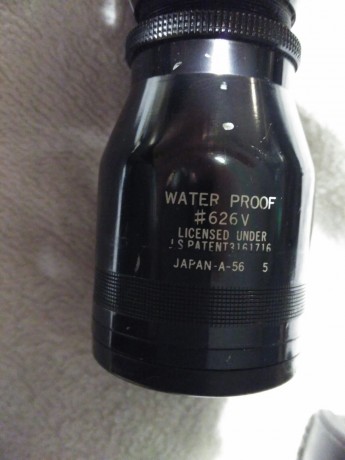 WATER PROOF
#626V
LICENSED UNDER
J S PATENT3161716
JAPAN-A-56 5